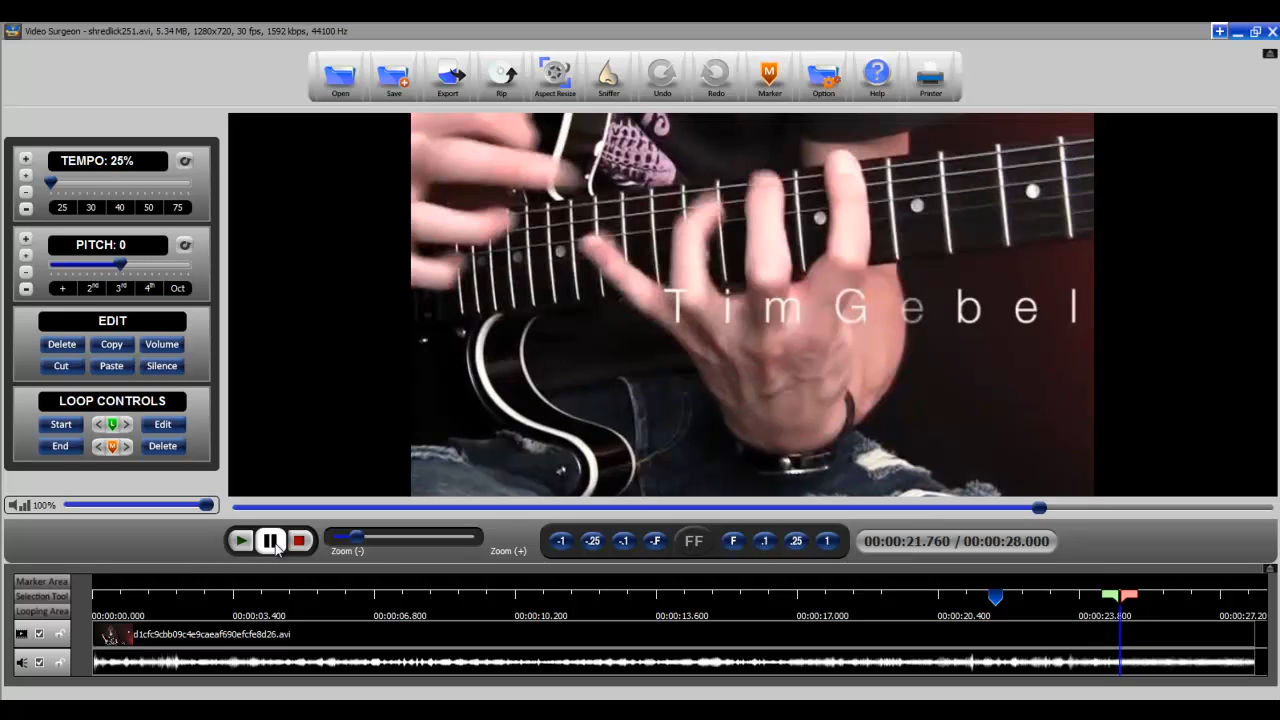 Video Surgeon - shredlick251.avi, 5.34 MB, 1280x720, 30 fps, 1592 kbps, 44100 Hz
Open Save Export Rip Aspect Resize Sniffer Undo Redo Marker Option Help Printer
M
TEMPO: 25%
25 30 40 50 75
PITCH: 0
+ 2nd 3rd 4th Oct
EDIT
Delete Copy Volume
Cut Paste Silence
LOOP CONTROLS
Start < L > Edit
End < M > Delete
Tim Gebel
100%
Zoom (-) Zoom (+)
-1 -.25 -.1 -.F FF F .1 .25 1
00:00:21.760 / 00:00:28.000
Marker Area
Selection Tool
Looping Area
00:00:00.000 00:00:03.400 00:00:06.800 00:00:10.200 00:00:13.600 00:00:17.000 00:00:20.400 00:00:23.800 00:00:27.20
d1cfc9cbb09c4e9caeaf690efcfe8d26.avi